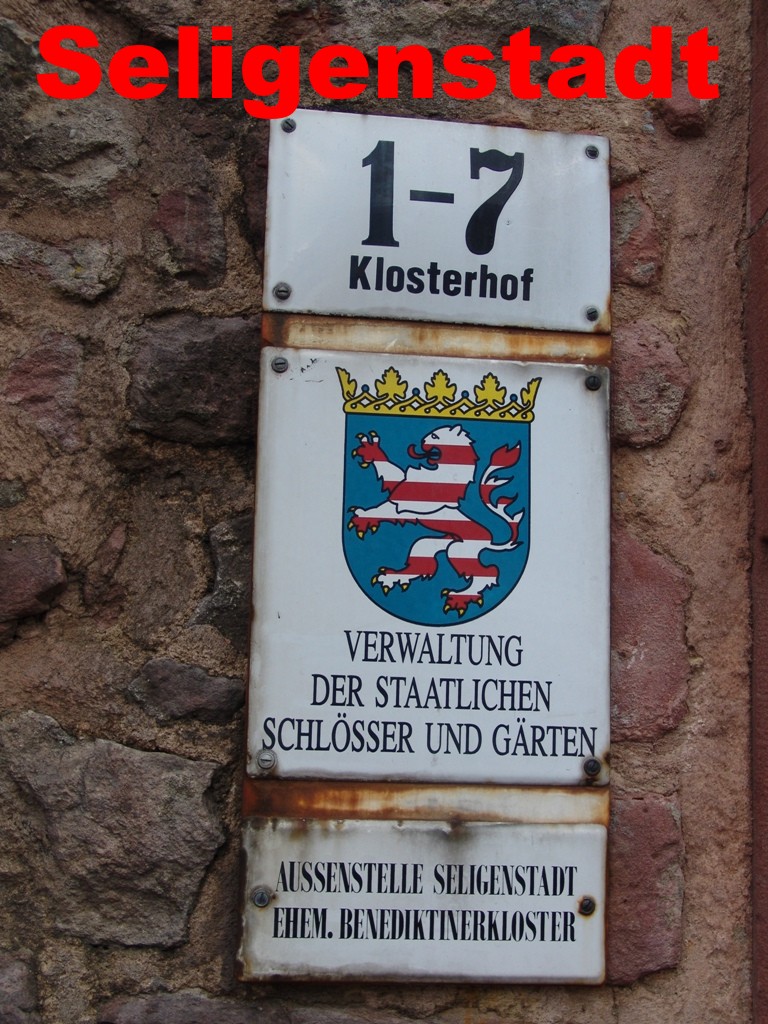 Seligenstadt
1-7
Klosterhof
VERWALTUNG
DER STAATLICHEN
SCHLÖSSER UND GÄRTEN
AUSSENSTELLE SELIGENSTADT
EHEM. BENEDIKTINERKLOSTER